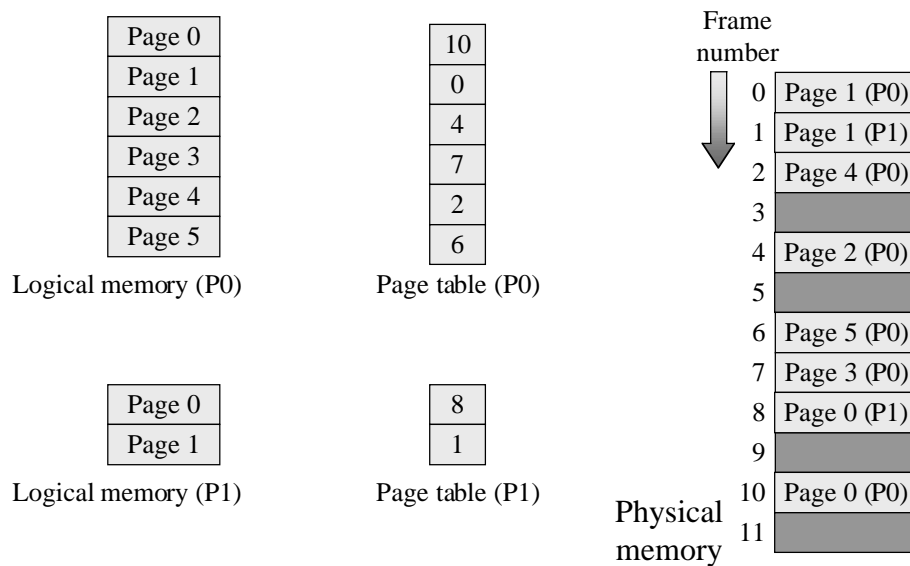 Page 0
Page 1
Page 2
Page 3
Page 4
Page 5
Logical memory (P0)
10
0
4
7
2
6
Page table (P0)
Page 0
Page 1
Logical memory (P1)
8
1
Page table (P1)
Frame
number
0 Page 1 (P0)
1 Page 1 (P1)
2 Page 4 (P0)
3
4 Page 2 (P0)
5
6 Page 5 (P0)
7 Page 3 (P0)
8 Page 0 (P1)
9
10 Page 0 (P0)
11
Physical
memory